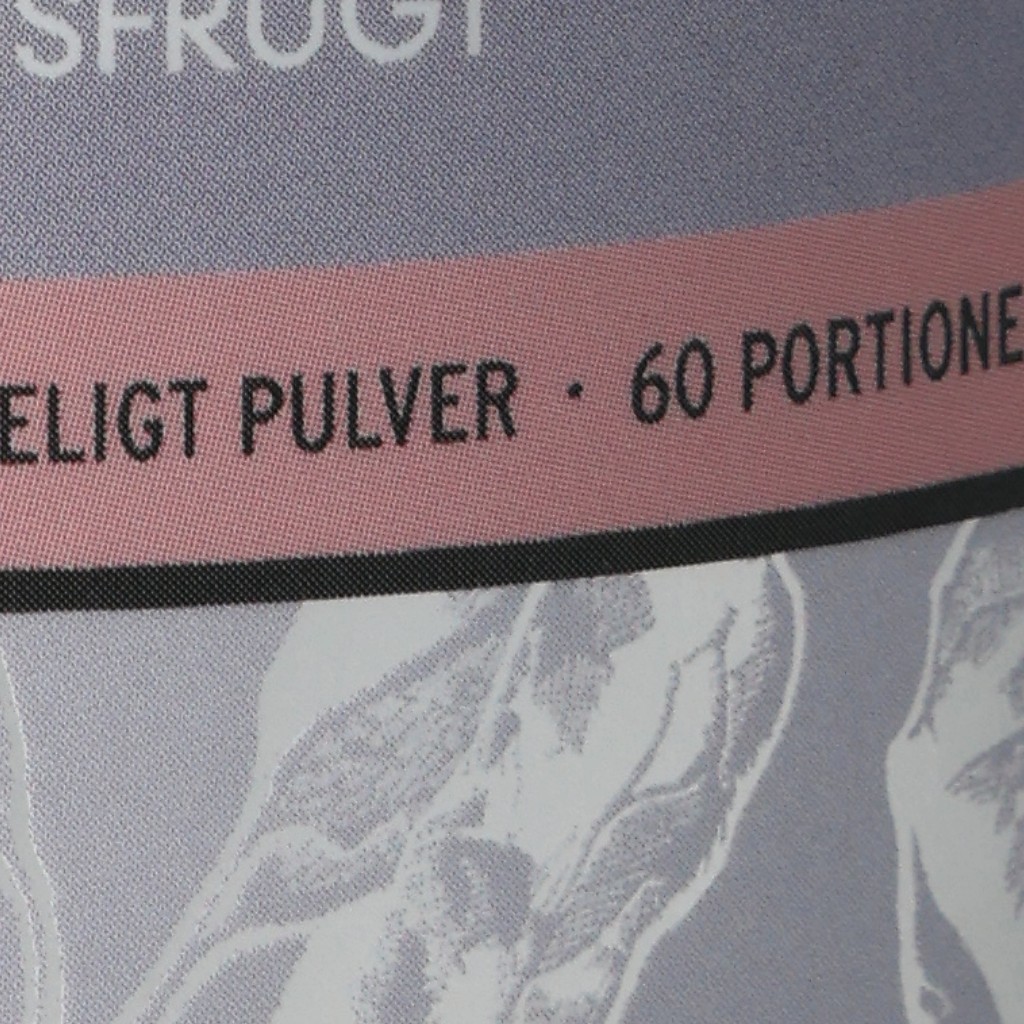 SFRUGT
ELIGT PULVER · 60 PORTIONE